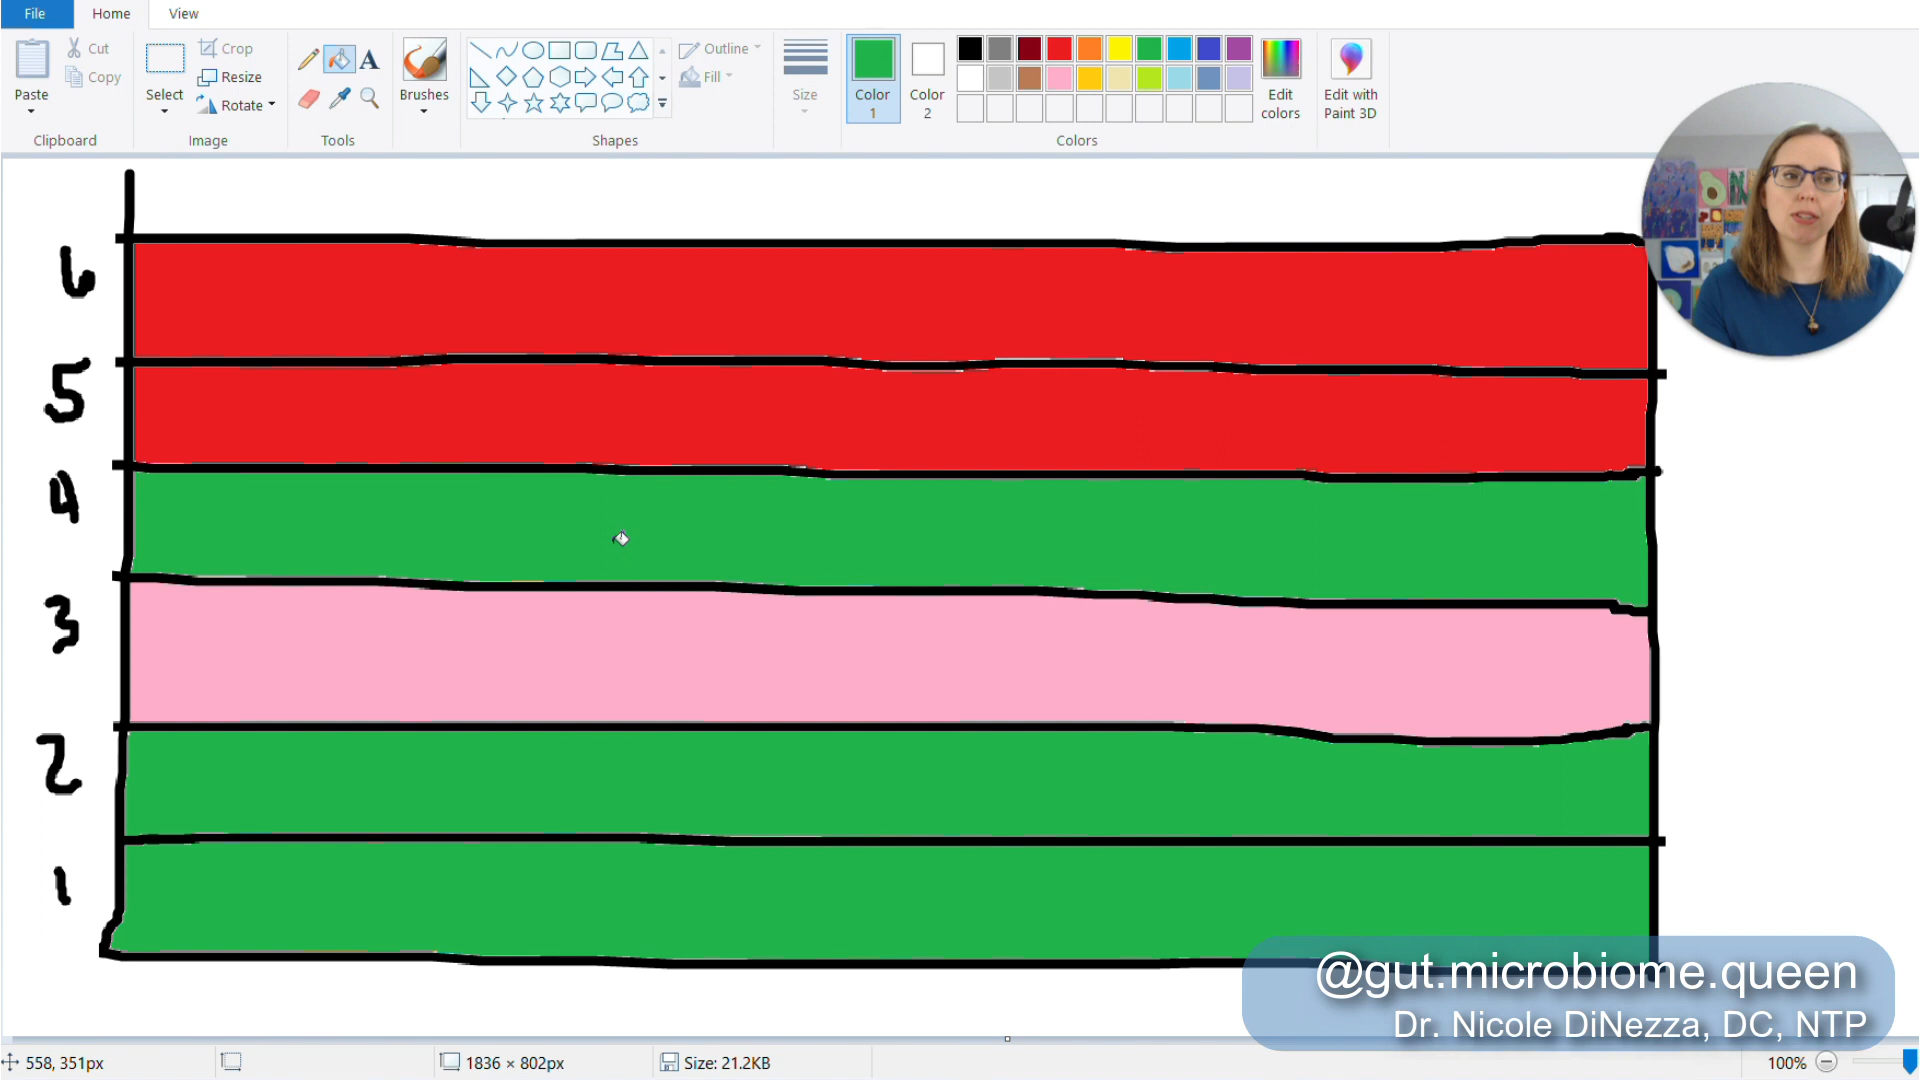 File Home View
Paste
Cut
Copy
Clipboard
Select
Crop
Resize
Rotate
Image
A
Tools
Brushes
Shapes
Outline
Fill
Size
Color 1
Color 2
Colors
Edit colors
Edit with Paint 3D
6
5
4
3
2
1
@gut.microbiome.queen
Dr. Nicole DiNezza, DC, NTP
558, 351px 1836 × 802px Size: 21.2KB 100%